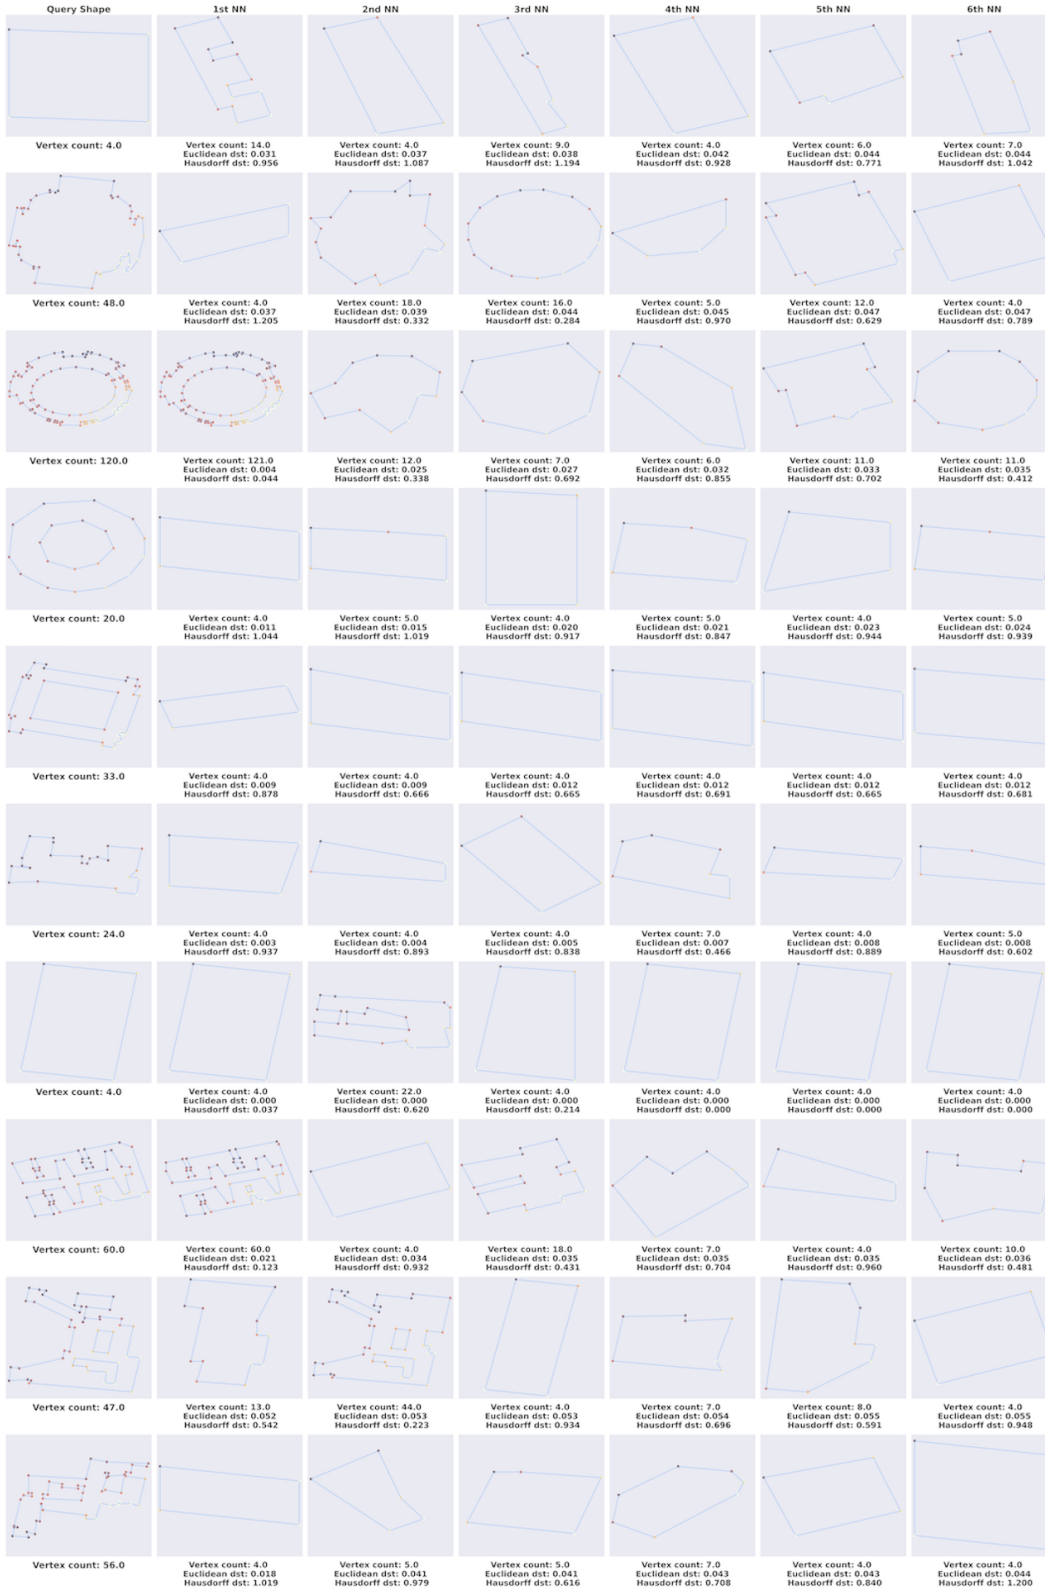 Query Shape 1st NN 2nd NN 3rd NN 4th NN 5th NN 6th NN
Vertex count: 4.0 Vertex count: 14.0 Vertex count: 4.0 Vertex count: 9.0 Vertex count: 4.0 Vertex count: 6.0 Vertex count: 7.0
Euclidean dst: 0.031 Euclidean dst: 0.037 Euclidean dst: 0.038 Euclidean dst: 0.042 Euclidean dst: 0.044 Euclidean dst: 0.044
Hausdorff dst: 0.956 Hausdorff dst: 1.087 Hausdorff dst: 1.194 Hausdorff dst: 0.928 Hausdorff dst: 0.771 Hausdorff dst: 1.042
Vertex count: 48.0 Vertex count: 4.0 Vertex count: 18.0 Vertex count: 16.0 Vertex count: 5.0 Vertex count: 12.0 Vertex count: 4.0
Euclidean dst: 0.037 Euclidean dst: 0.039 Euclidean dst: 0.044 Euclidean dst: 0.045 Euclidean dst: 0.047 Euclidean dst: 0.047
Hausdorff dst: 1.205 Hausdorff dst: 0.332 Hausdorff dst: 0.284 Hausdorff dst: 0.970 Hausdorff dst: 0.629 Hausdorff dst: 0.789
Vertex count: 120.0 Vertex count: 121.0 Vertex count: 12.0 Vertex count: 7.0 Vertex count: 6.0 Vertex count: 11.0 Vertex count: 11.0
Euclidean dst: 0.004 Euclidean dst: 0.025 Euclidean dst: 0.027 Euclidean dst: 0.032 Euclidean dst: 0.033 Euclidean dst: 0.035
Hausdorff dst: 0.044 Hausdorff dst: 0.338 Hausdorff dst: 0.692 Hausdorff dst: 0.855 Hausdorff dst: 0.702 Hausdorff dst: 0.412
Vertex count: 20.0 Vertex count: 4.0 Vertex count: 5.0 Vertex count: 4.0 Vertex count: 5.0 Vertex count: 4.0 Vertex count: 5.0
Euclidean dst: 0.011 Euclidean dst: 0.015 Euclidean dst: 0.020 Euclidean dst: 0.021 Euclidean dst: 0.023 Euclidean dst: 0.024
Hausdorff dst: 1.044 Hausdorff dst: 1.019 Hausdorff dst: 0.917 Hausdorff dst: 0.847 Hausdorff dst: 0.944 Hausdorff dst: 0.939
Vertex count: 33.0 Vertex count: 4.0 Vertex count: 4.0 Vertex count: 4.0 Vertex count: 4.0 Vertex count: 4.0 Vertex count: 4.0
Euclidean dst: 0.009 Euclidean dst: 0.009 Euclidean dst: 0.012 Euclidean dst: 0.012 Euclidean dst: 0.012 Euclidean dst: 0.012
Hausdorff dst: 0.878 Hausdorff dst: 0.666 Hausdorff dst: 0.665 Hausdorff dst: 0.691 Hausdorff dst: 0.665 Hausdorff dst: 0.681
Vertex count: 24.0 Vertex count: 4.0 Vertex count: 4.0 Vertex count: 4.0 Vertex count: 7.0 Vertex count: 4.0 Vertex count: 5.0
Euclidean dst: 0.003 Euclidean dst: 0.004 Euclidean dst: 0.005 Euclidean dst: 0.007 Euclidean dst: 0.008 Euclidean dst: 0.008
Hausdorff dst: 0.937 Hausdorff dst: 0.893 Hausdorff dst: 0.838 Hausdorff dst: 0.466 Hausdorff dst: 0.889 Hausdorff dst: 0.602
Vertex count: 4.0 Vertex count: 4.0 Vertex count: 22.0 Vertex count: 4.0 Vertex count: 4.0 Vertex count: 4.0 Vertex count: 4.0
Euclidean dst: 0.000 Euclidean dst: 0.000 Euclidean dst: 0.000 Euclidean dst: 0.000 Euclidean dst: 0.000 Euclidean dst: 0.000
Hausdorff dst: 0.037 Hausdorff dst: 0.620 Hausdorff dst: 0.214 Hausdorff dst: 0.000 Hausdorff dst: 0.000 Hausdorff dst: 0.000
Vertex count: 60.0 Vertex count: 60.0 Vertex count: 4.0 Vertex count: 18.0 Vertex count: 7.0 Vertex count: 4.0 Vertex count: 10.0
Euclidean dst: 0.021 Euclidean dst: 0.034 Euclidean dst: 0.035 Euclidean dst: 0.035 Euclidean dst: 0.035 Euclidean dst: 0.036
Hausdorff dst: 0.123 Hausdorff dst: 0.932 Hausdorff dst: 0.431 Hausdorff dst: 0.704 Hausdorff dst: 0.960 Hausdorff dst: 0.481
Vertex count: 47.0 Vertex count: 13.0 Vertex count: 44.0 Vertex count: 4.0 Vertex count: 7.0 Vertex count: 8.0 Vertex count: 4.0
Euclidean dst: 0.052 Euclidean dst: 0.053 Euclidean dst: 0.053 Euclidean dst: 0.054 Euclidean dst: 0.055 Euclidean dst: 0.055
Hausdorff dst: 0.542 Hausdorff dst: 0.223 Hausdorff dst: 0.934 Hausdorff dst: 0.696 Hausdorff dst: 0.591 Hausdorff dst: 0.948
Vertex count: 56.0 Vertex count: 4.0 Vertex count: 5.0 Vertex count: 5.0 Vertex count: 7.0 Vertex count: 4.0 Vertex count: 4.0
Euclidean dst: 0.018 Euclidean dst: 0.041 Euclidean dst: 0.041 Euclidean dst: 0.043 Euclidean dst: 0.043 Euclidean dst: 0.044
Hausdorff dst: 1.019 Hausdorff dst: 0.979 Hausdorff dst: 0.616 Hausdorff dst: 0.708 Hausdorff dst: 0.840 Hausdorff dst: 1.200